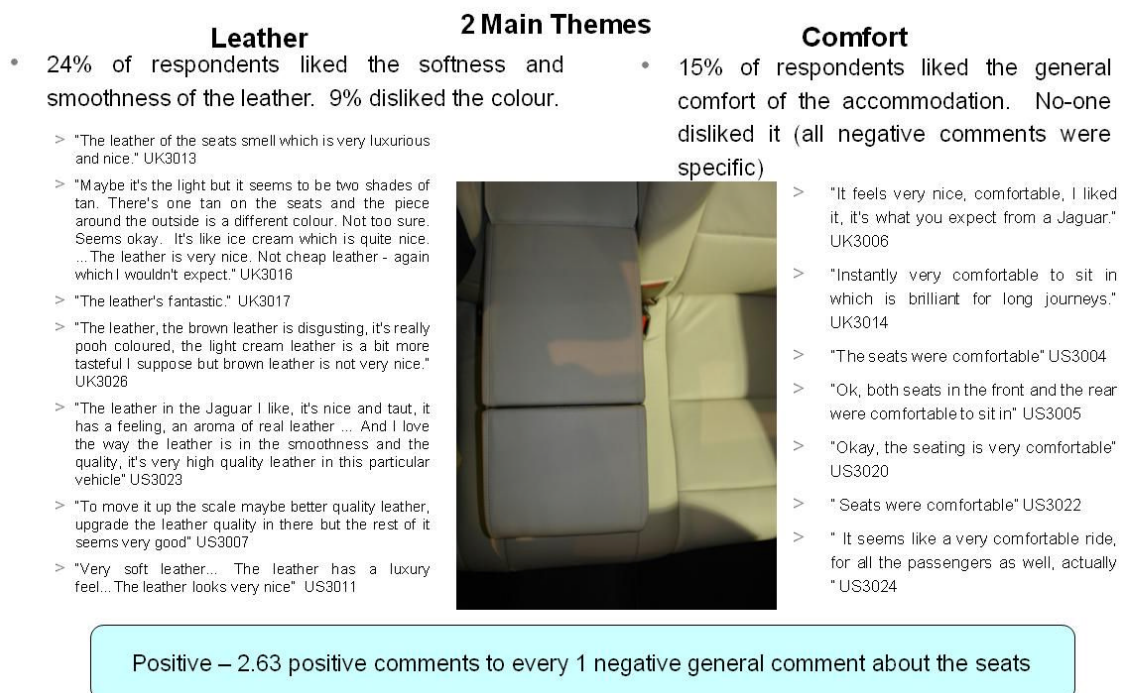 2 Main Themes
Leather
• 24% of respondents liked the softness and
smoothness of the leather. 9% disliked the colour.
> "The leather of the seats smell which is very luxurious
and nice." UK3013
> "Maybe it's the light but it seems to be two shades of
tan. There's one tan on the seats and the piece
around the outside is a different colour. Not too sure.
Seems okay. It's like ice cream which is quite nice.
... The leather is very nice. Not cheap leather - again
which I wouldn't expect." UK3016
> "The leather's fantastic." UK3017
> "The leather, the brown leather is disgusting, it's really
pooh coloured, the light cream leather is a bit more
tasteful I suppose but brown leather is not very nice."
UK3026
> "The leather in the Jaguar I like, it's nice and taut, it
has a feeling, an aroma of real leather ... And I love
the way the leather is in the smoothness and the
quality, it's very high quality leather in this particular
vehicle" US3023
> "To move it up the scale maybe better quality leather,
upgrade the leather quality in there but the rest of it
seems very good" US3007
> "Very soft leather... The leather has a luxury
feel... The leather looks very nice" US3011
Comfort
• 15% of respondents liked the general
comfort of the accommodation. No-one
disliked it (all negative comments were
specific)
> "It feels very nice, comfortable, I liked
it, it's what you expect from a Jaguar."
UK3006
> "Instantly very comfortable to sit in
which is brilliant for long journeys."
UK3014
> "The seats were comfortable" US3004
> "Ok, both seats in the front and the rear
were comfortable to sit in" US3005
> "Okay, the seating is very comfortable"
US3020
> " Seats were comfortable" US3022
> " It seems like a very comfortable ride,
for all the passengers as well, actually
" US3024
Positive – 2.63 positive comments to every 1 negative general comment about the seats